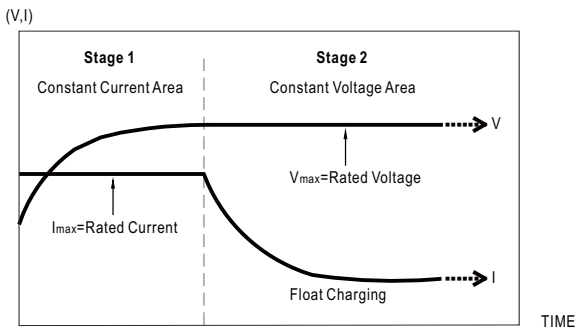 (V,I)
Stage 1
Constant Current Area
Stage 2
Constant Voltage Area
V
Vmax=Rated Voltage
Imax=Rated Current
I
Float Charging
TIME